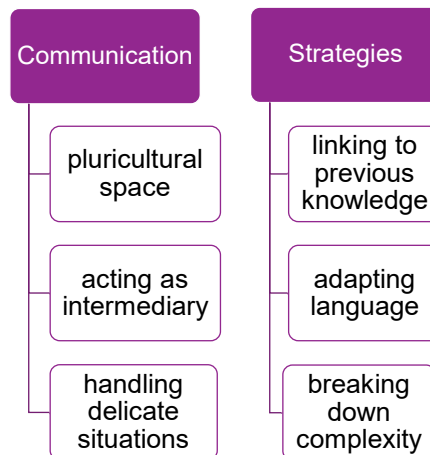 Communication
pluricultural
space
acting as
intermediary
handling
delicate
situations
Strategies
linking to
previous
knowledge
adapting
language
breaking
down
complexity